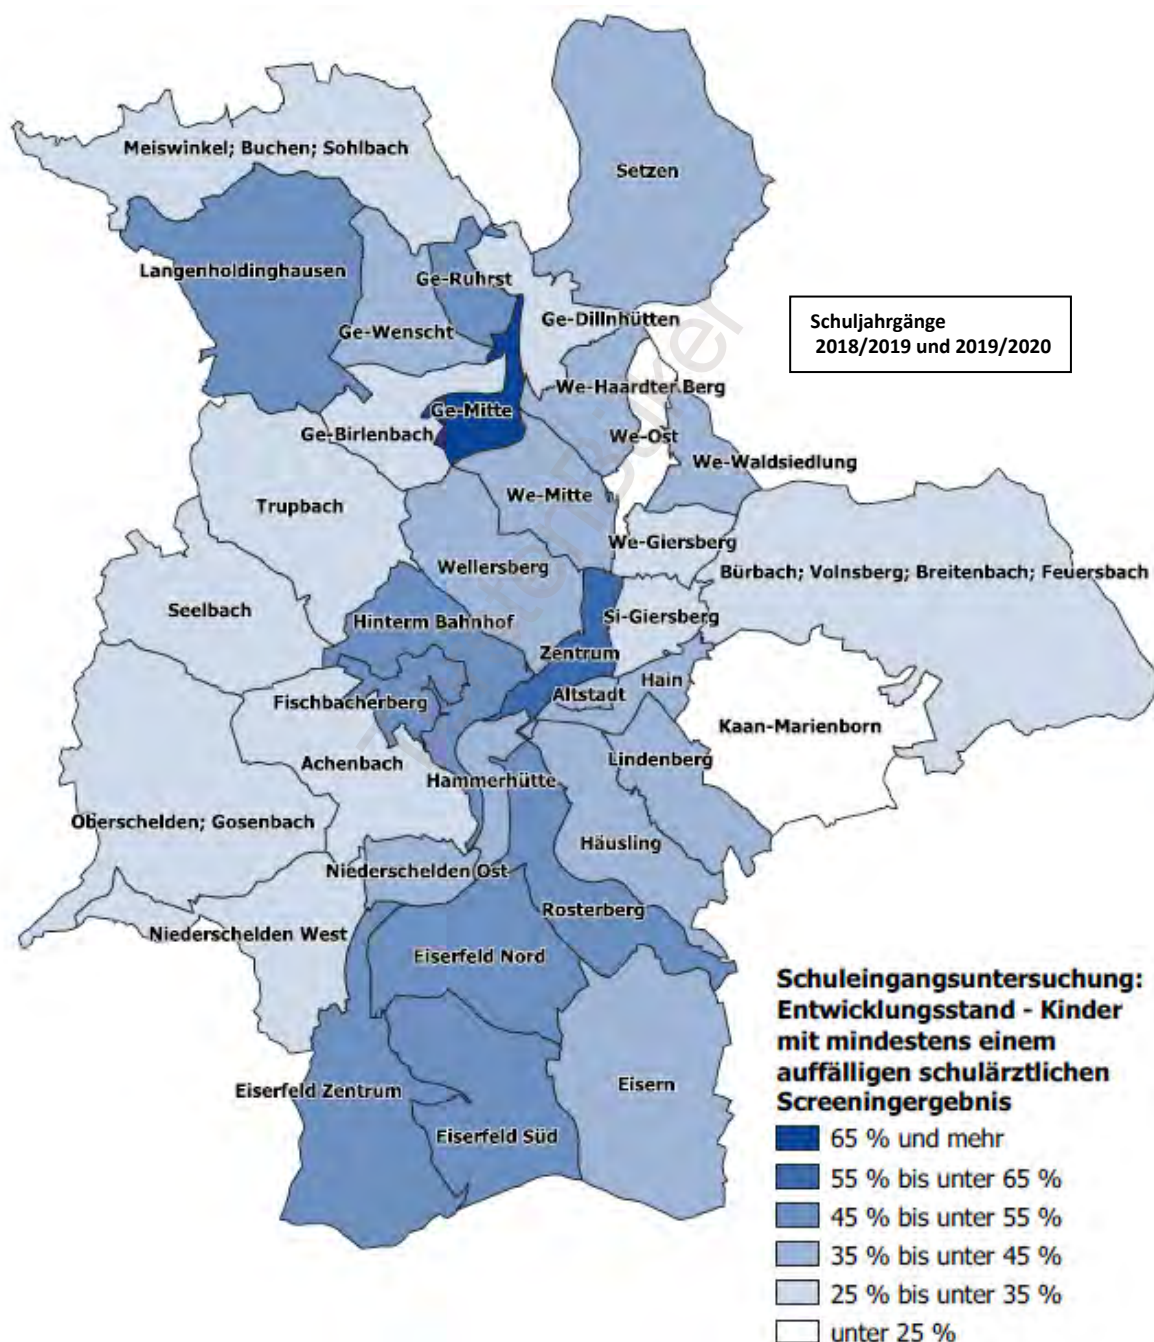 Meiswinkel; Buchen; Sohlbach
Setzen
Langenholdinghausen
Ge-Ruhrst
Ge-Wenscht
Ge-Dillnhütten
Schuljahrgänge
2018/2019 und 2019/2020
We-Haardter Berg
Ge-Mitte
Ge-Birlenbach
We-Ost
We-Waldsiedlung
We-Mitte
Trupbach
We-Giersberg
Wellersberg
Bürbach; Volnsberg; Breitenbach; Feuersbach
Seelbach
Si-Giersberg
Hinterm Bahnhof
Zentrum
Hain
Altstadt
Fischbacherberg
Kaan-Marienborn
Achenbach
Lindenberg
Hammerhütte
Oberschelden; Gosenbach
Häusling
Niederschelden Ost
Rosterberg
Niederschelden West
Eiserfeld Nord
Eisern
Eiserfeld Zentrum
Eiserfeld Süd
Schuleingangsuntersuchung:
Entwicklungsstand - Kinder
mit mindestens einem
auffälligen schulärztlichen
Screeningergebnis
65 % und mehr
55 % bis unter 65 %
45 % bis unter 55 %
35 % bis unter 45 %
25 % bis unter 35 %
unter 25 %